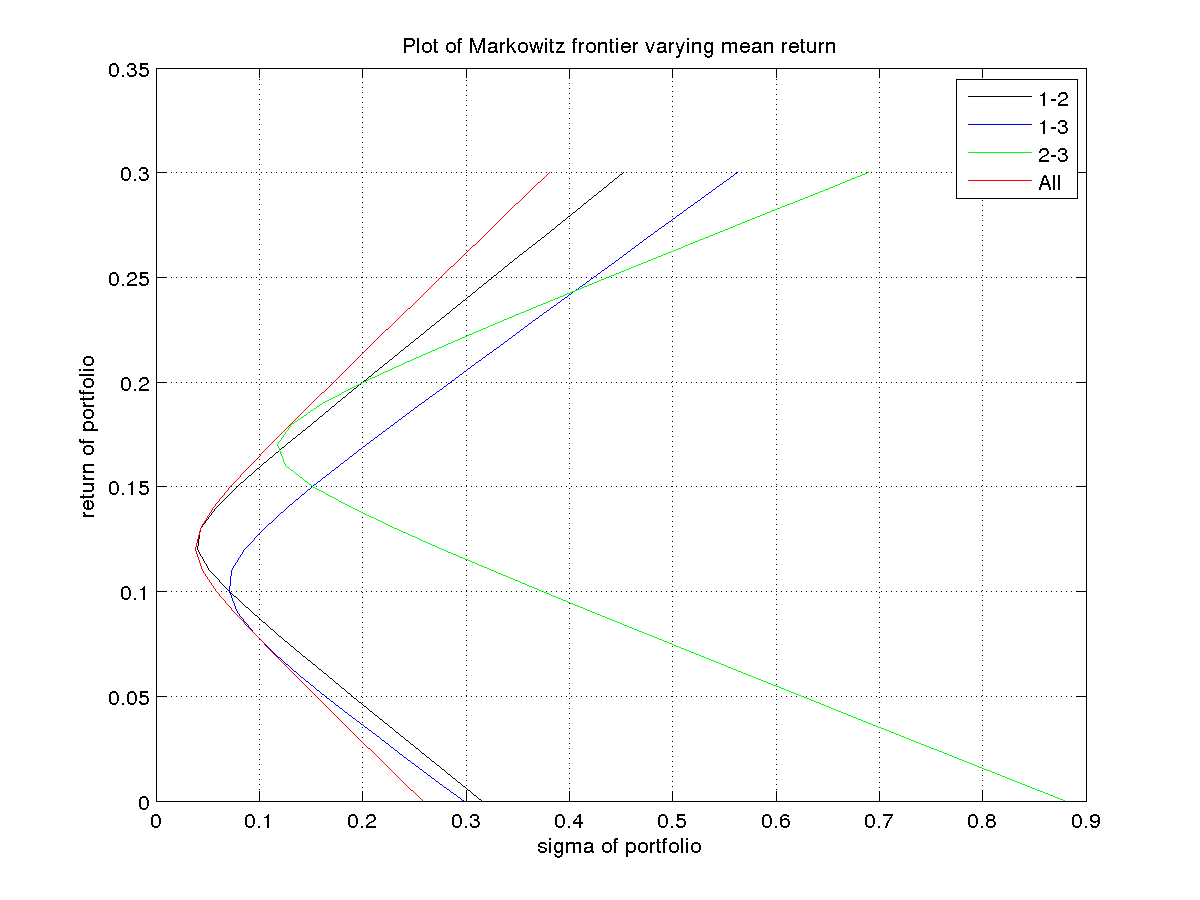 Plot of Markowitz frontier varying mean return
0.35
0.3
0.25
0.2
0.15
0.1
0.05
0
return of portfolio
1-2
1-3
2-3
All
0 0.1 0.2 0.3 0.4 0.5 0.6 0.7 0.8 0.9
sigma of portfolio